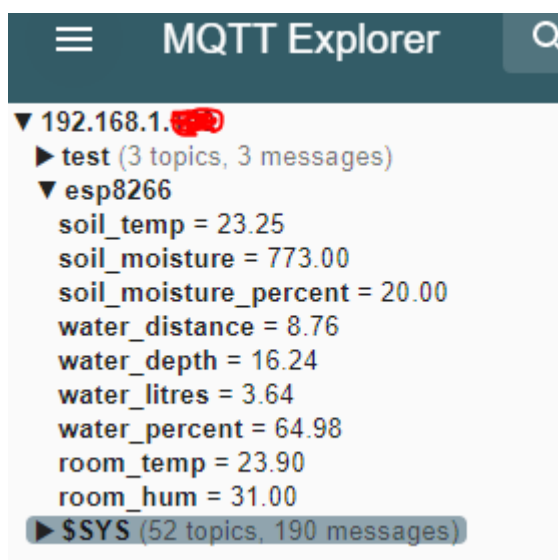 MQTT Explorer
192.168.1.
test (3 topics, 3 messages)
esp8266
soil_temp = 23.25
soil_moisture = 773.00
soil_moisture_percent = 20.00
water_distance = 8.76
water_depth = 16.24
water_litres = 3.64
water_percent = 64.98
room_temp = 23.90
room_hum = 31.00
$SYS (52 topics, 190 messages)